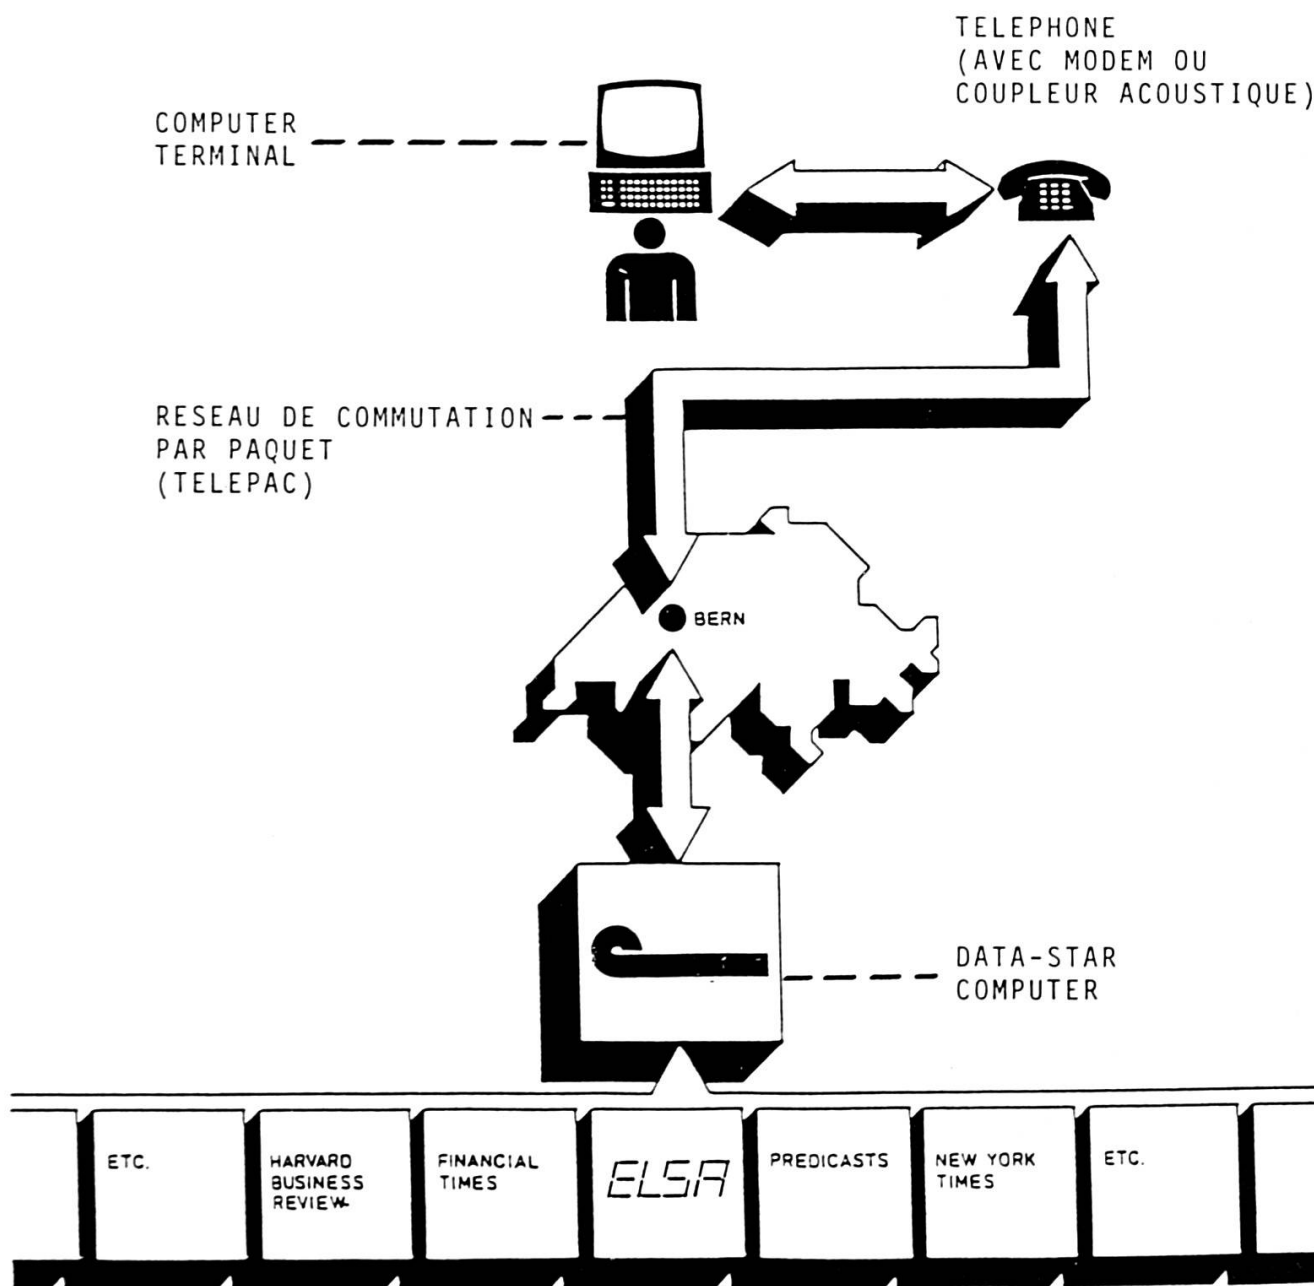 TELEPHONE
(AVEC MODEM OU
COUPLEUR ACOUSTIQUE)
COMPUTER
TERMINAL
RESEAU DE COMMUTATION
PAR PAQUET
(TELEPAC)
BERN
DATA-STAR
COMPUTER
ETC.
HARVARD
BUSINESS
REVIEW
FINANCIAL
TIMES
ELSA
PREDICASTS
NEW YORK
TIMES
ETC.